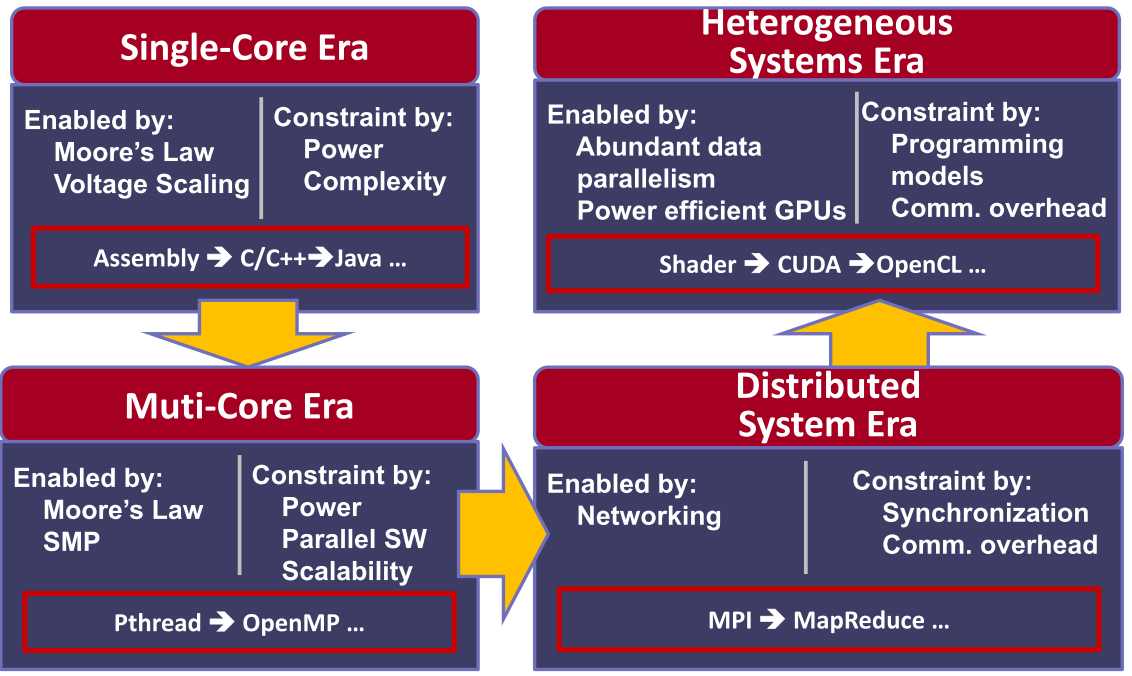 Single-Core Era
Enabled by:
Moore's Law
Voltage Scaling
Constraint by:
Power
Complexity
Assembly → C/C++→Java ...
Muti-Core Era
Enabled by:
Moore's Law
SMP
Constraint by:
Power
Parallel SW
Scalability
Pthread → OpenMP ...
Distributed
System Era
Enabled by:
Networking
Constraint by:
Synchronization
Comm. overhead
MPI → MapReduce ...
Heterogeneous
Systems Era
Enabled by:
Abundant data
parallelism
Power efficient GPUs
Constraint by:
Programming
models
Comm. overhead
Shader → CUDA →OpenCL ...